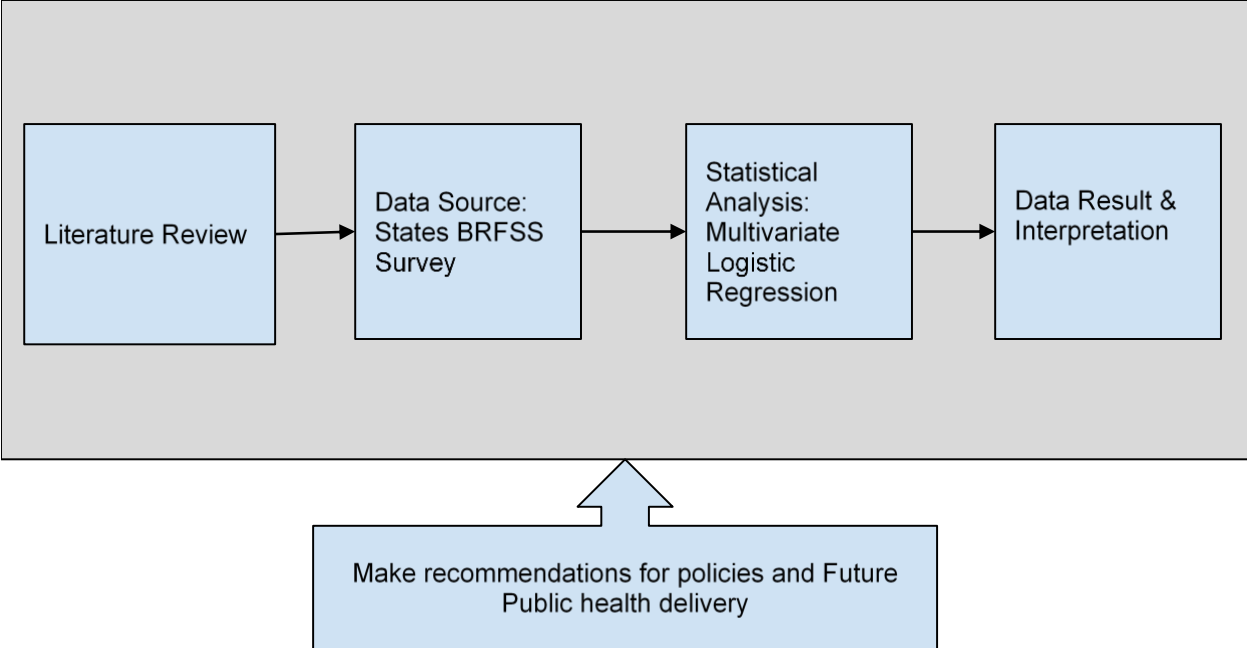 Literature Review
Data Source:
States BRFSS
Survey
Statistical
Analysis:
Multivariate
Logistic
Regression
Data Result &
Interpretation
Make recommendations for policies and Future
Public health delivery